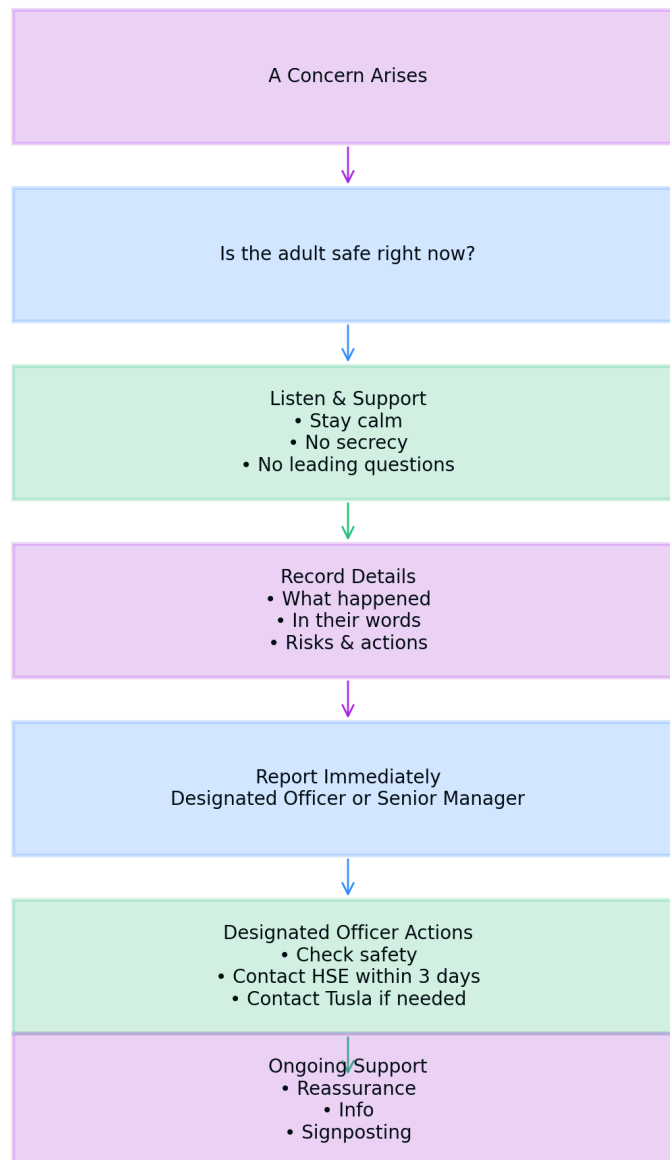 A Concern Arises
Is the adult safe right now?
Listen & Support
• Stay calm
• No secrecy
• No leading questions
Record Details
• What happened
• In their words
• Risks & actions
Report Immediately
Designated Officer or Senior Manager
Designated Officer Actions
• Check safety
• Contact HSE within 3 days
• Contact Tusla if needed
Ongoing Support
• Reassurance
• Info
• Signposting